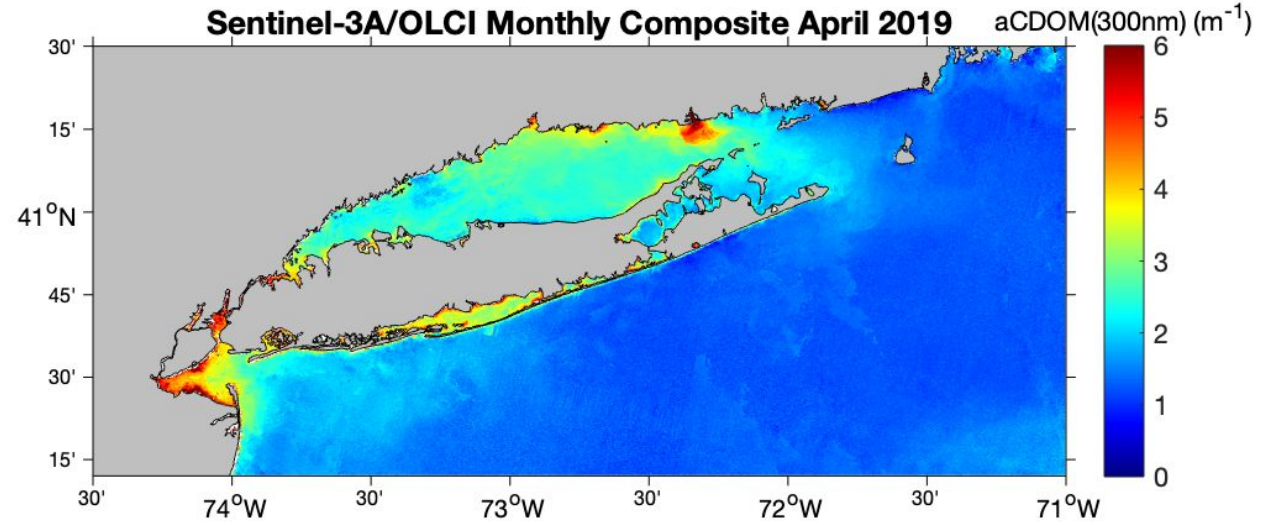 Sentinel-3A/OLCI Monthly Composite April 2019
aCDOM(300nm) (m⁻¹)
30'
15'
41°N
45'
30'
15'
30'
74°W
30'
73°W
30'
72°W
30'
71°W
6
5
4
3
2
1
0